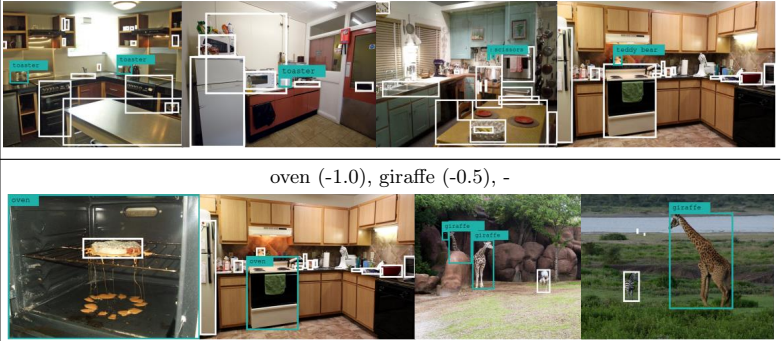 toaster
toaster
toaster
scissors
teddy bear
oven (-1.0), giraffe (-0.5), -
oven
oven
giraffe
giraffe
giraffe